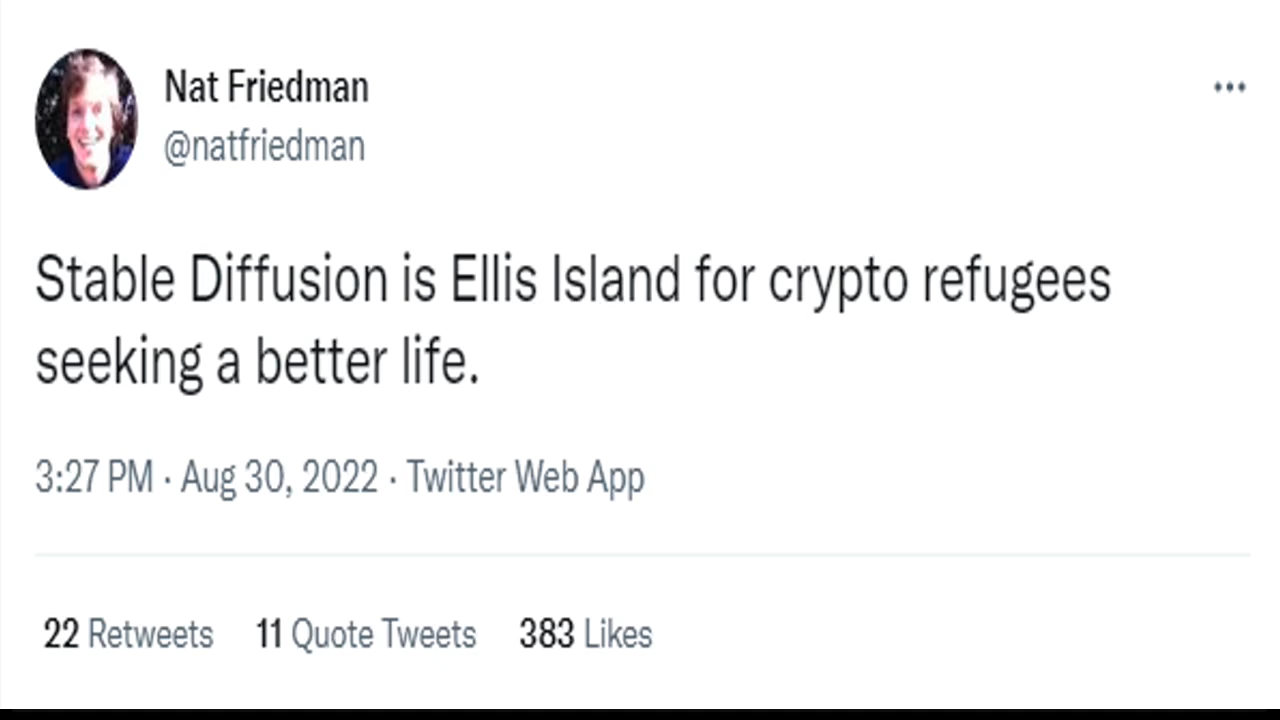 Nat Friedman
@natfriedman
Stable Diffusion is Ellis Island for crypto refugees
seeking a better life.
3:27 PM · Aug 30, 2022 · Twitter Web App
22 Retweets 11 Quote Tweets 383 Likes